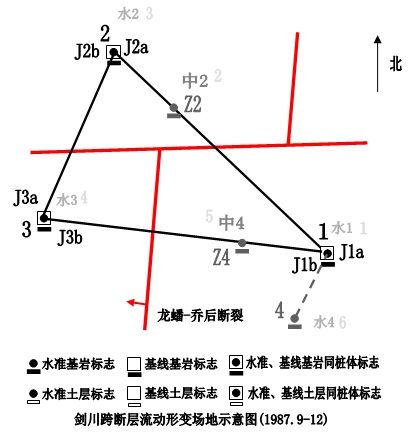 水2 3
2
J2b J2a
北
中2 2
Z2
J3a
水3 4
5
中4
3
J3b
Z4
1
水1 1
J1a
J1b
4
水4 6
龙蟠-乔后断裂
水准基岩标志 基线基岩标志 水准、基线基岩同桩体标志
水准土层标志 基线土层标志 水准、基线土层同桩体标志
剑川跨断层流动形变场地示意图(1987.9-12)